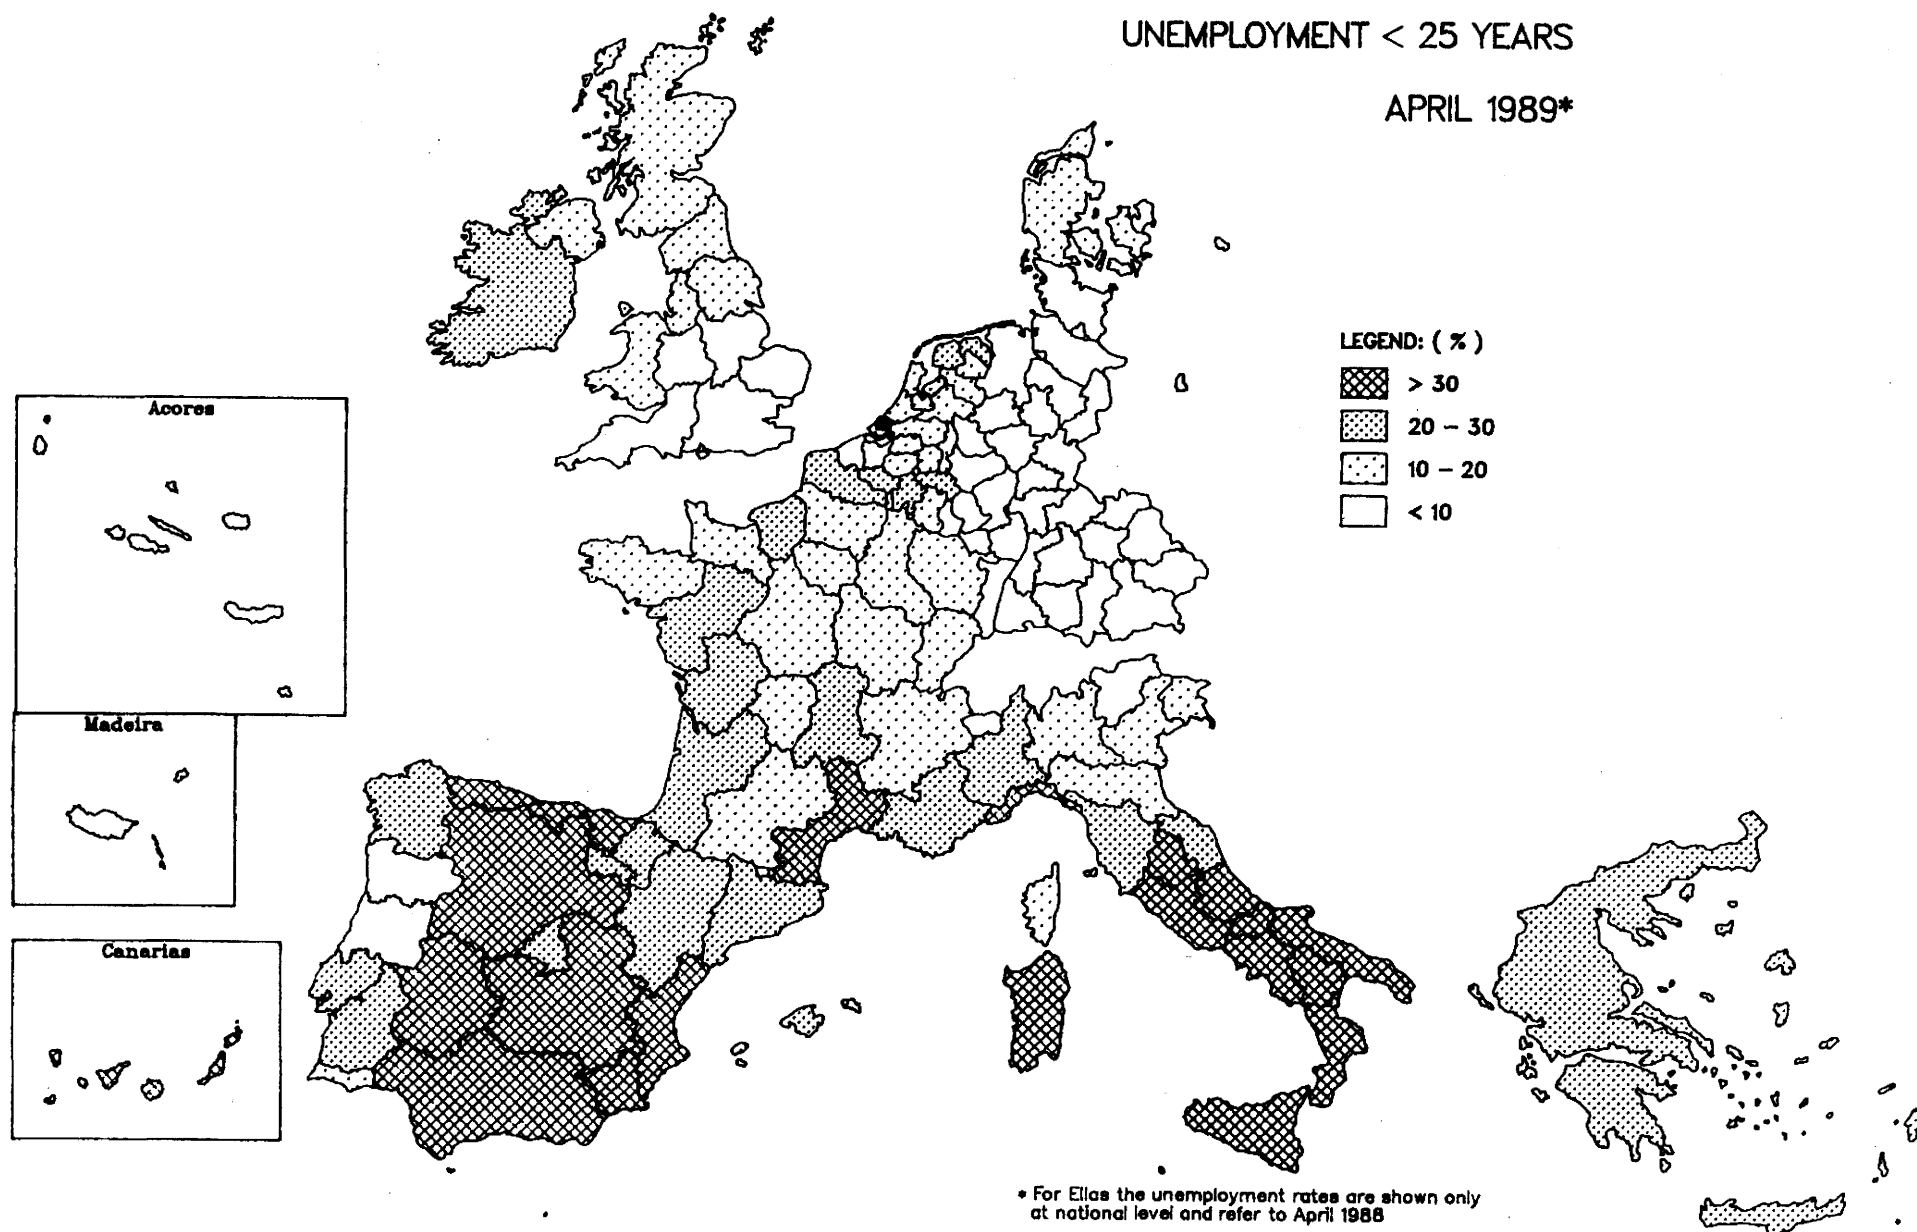 UNEMPLOYMENT < 25 YEARS
APRIL 1989*
LEGEND: ( % )
> 30
20 - 30
10 - 20
< 10
Acores
Madeira
Canarias
* For Ellas the unemployment rates are shown only
at national level and refer to April 1988